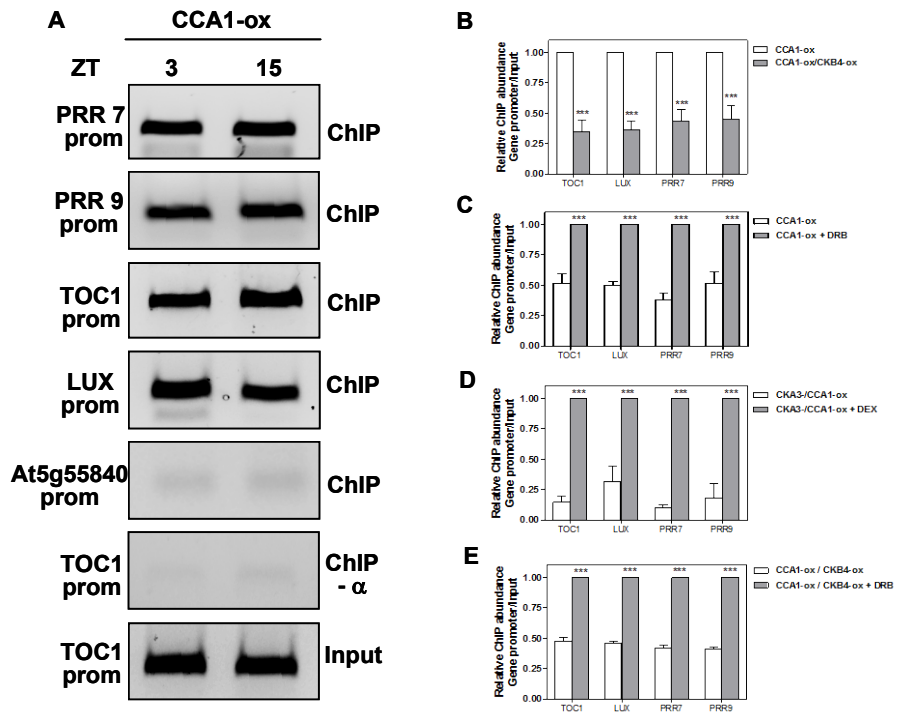 A
CCA1-ox
ZT 3 15
PRR 7 prom ChIP
PRR 9 prom ChIP
TOC1 prom ChIP
LUX prom ChIP
At5g55840 prom ChIP
TOC1 prom ChIP - α
TOC1 prom Input
B
Relative ChIP abundance
Gene promoter/Input
1.00
0.75
0.50
0.25
0.00
*** *** *** ***
TOC1 LUX PRR7 PRR9
CCA1-ox
CCA1-ox/CKB4-ox
C
Relative ChIP abundance
Gene promoter/Input
1.00
0.75
0.50
0.25
0.00
*** *** *** ***
TOC1 LUX PRR7 PRR9
CCA1-ox
CCA1-ox + DRB
D
Relative ChIP abundance
Gene promoter/Input
1.00
0.75
0.50
0.25
0.00
*** *** *** ***
TOC1 LUX PRR7 PRR9
CKA3-/CCA1-ox
CKA3-/CCA1-ox + DEX
E
Relative ChIP abundance
Gene promoter/Input
1.00
0.75
0.50
0.25
0.00
*** *** *** ***
TOC1 LUX PRR7 PRR9
CCA1-ox / CKB4-ox
CCA1-ox / CKB4-ox + DRB